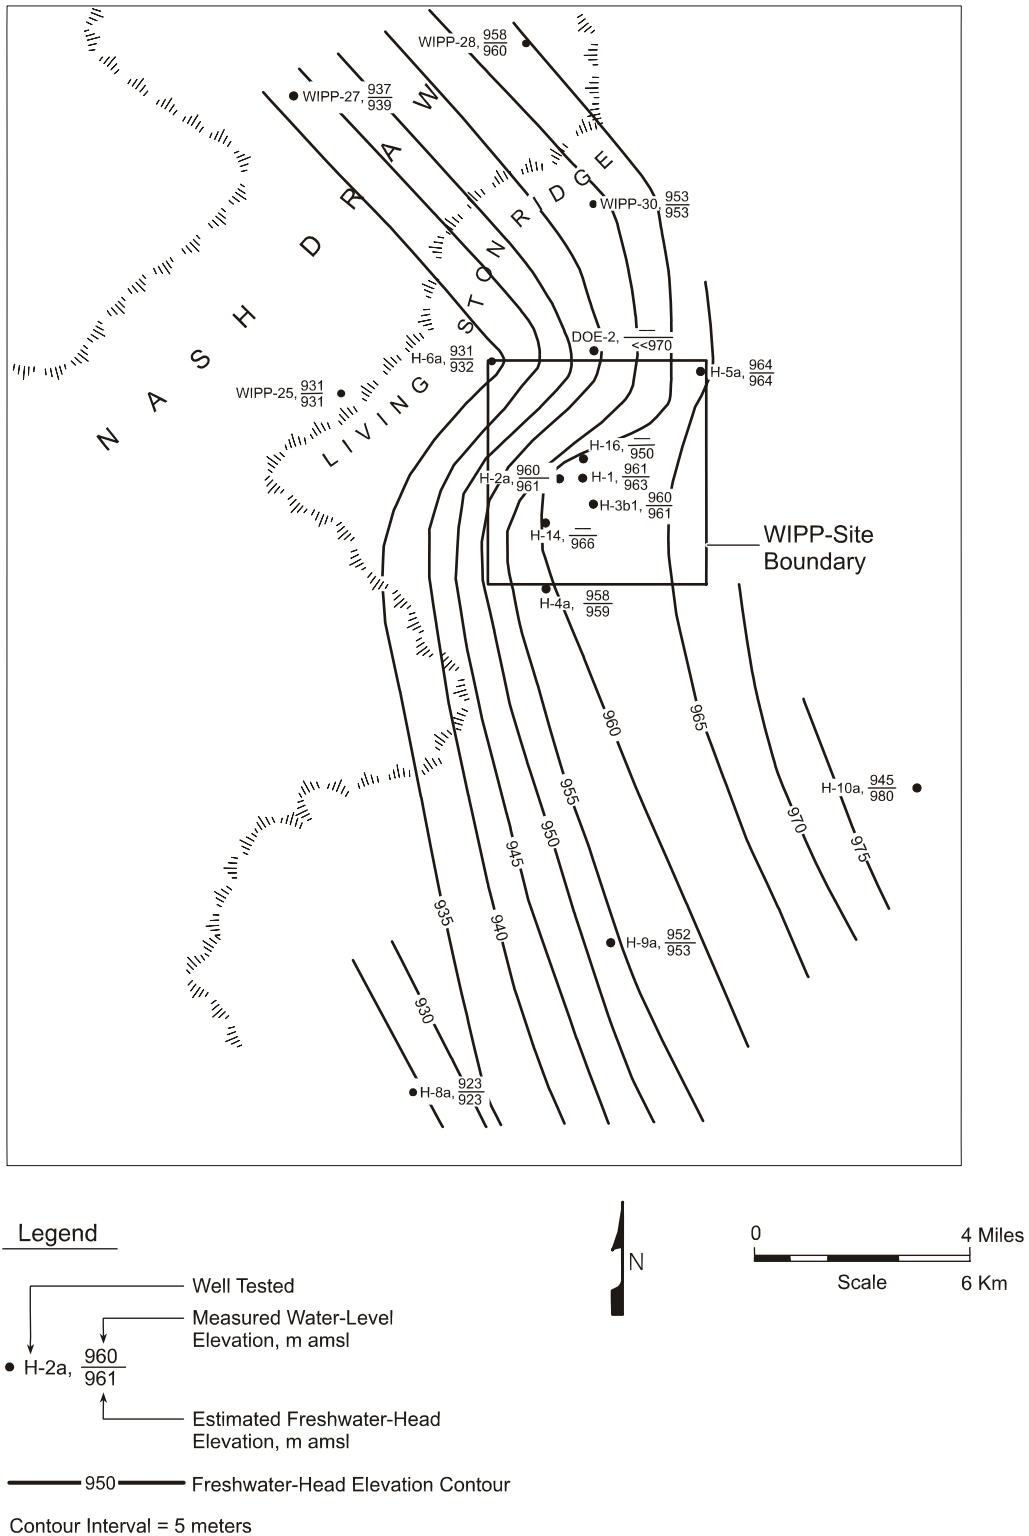 WIPP-28, 958
960
WIPP-27, 937
939
NASH DRAW
LIVINGSTON RDGE
WIPP-30, 953
953
DOE-2, —
<<970
H-6a, 931
932
H-5a, 964
964
WIPP-25, 931
931
H-16, —
950
H-2a, 960
961
H-1, 961
963
H-3b1, 960
961
H-14, —
966
WIPP-Site
Boundary
H-4a, 958
959
960
965
H-10a, 945
980
955
970
950
945
975
935
940
H-9a, 952
953
930
H-8a, 923
923
Legend
Well Tested
Measured Water-Level
Elevation, m amsl
H-2a, 960
961
Estimated Freshwater-Head
Elevation, m amsl
950 Freshwater-Head Elevation Contour
Contour Interval = 5 meters
N
0 4 Miles
Scale 6 Km